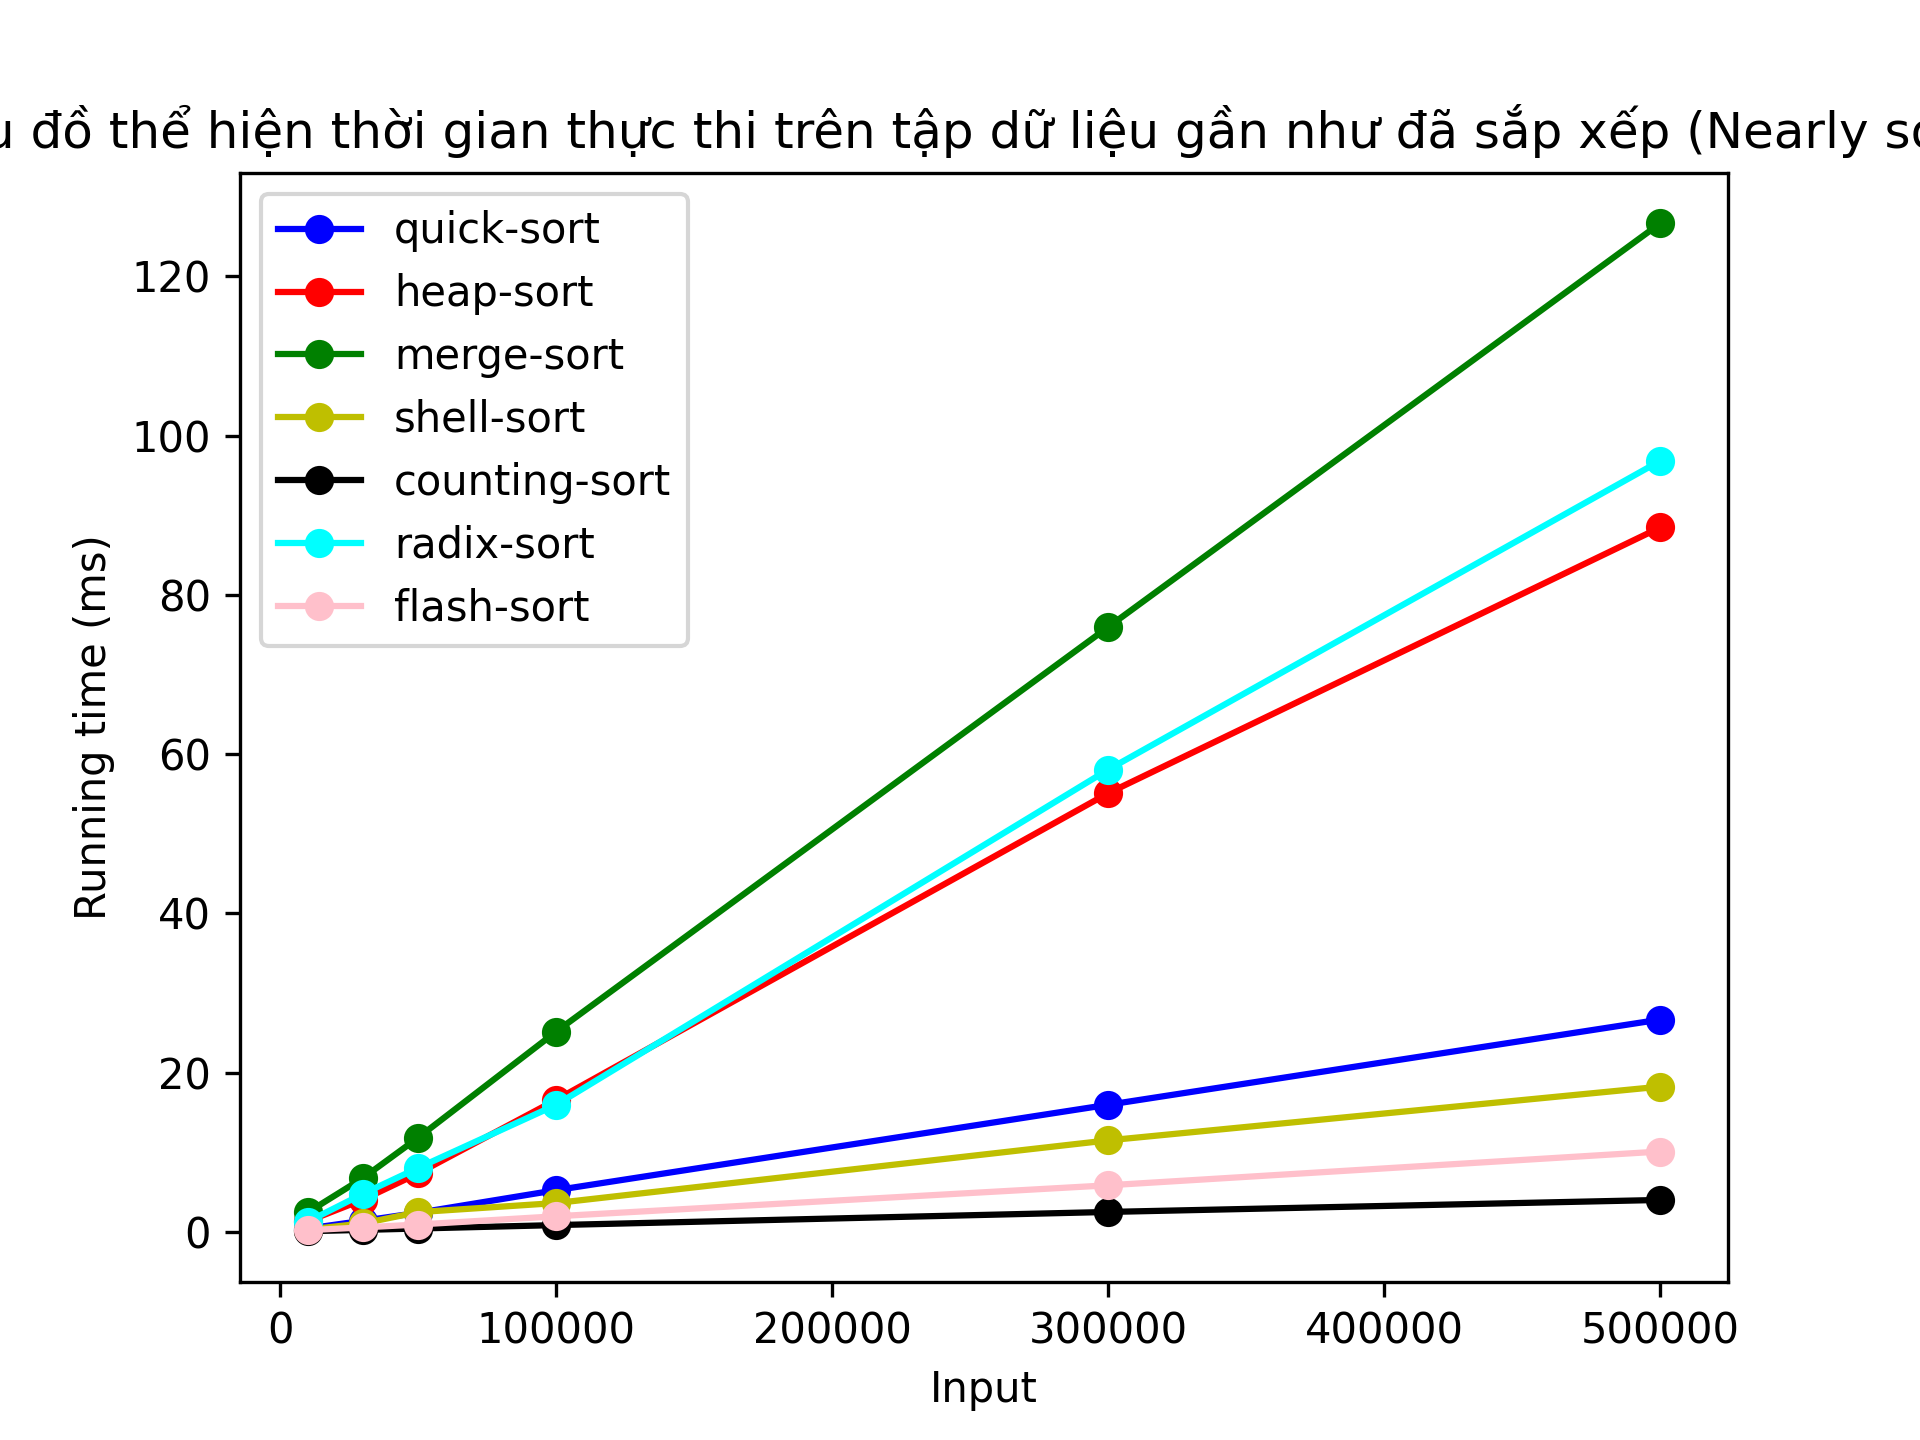 đồ thể hiện thời gian thực thi trên tập dữ liệu gần như đã sắp xếp (Nearly
quick-sort
heap-sort
merge-sort
shell-sort
counting-sort
radix-sort
flash-sort
Running time (ms)
120
100
80
60
40
20
0
0 100000 200000 300000 400000 500000
Input